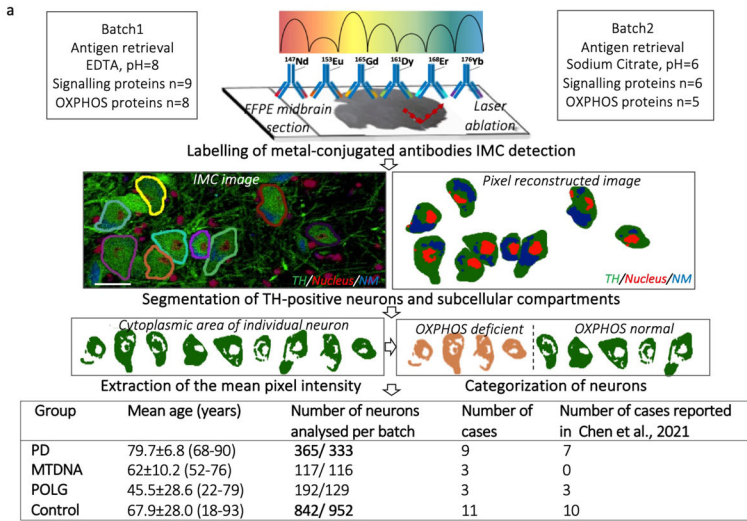 a
Batch1
Antigen retrieval
EDTA, pH=8
Signalling proteins n=9
OXPHOS proteins n=8
147Nd 153Eu 165Gd 161Dy 168Er 176Yb
EFPE midbrain
section
Laser
ablation
Batch2
Antigen retrieval
Sodium Citrate, pH=6
Signalling proteins n=6
OXPHOS proteins n=5
Labelling of metal-conjugated antibodies IMC detection
IMC image
TH/Nucleus/NM
Pixel reconstructed image
TH/Nucleus/NM
Segmentation of TH-positive neurons and subcellular compartments
Cytoplasmic area of individual neuron
OXPHOS deficient
OXPHOS normal
Extraction of the mean pixel intensity
Categorization of neurons
Group Mean age (years) Number of neurons analysed per batch Number of cases Number of cases reported in Chen et al., 2021
PD 79.7±6.8 (68-90) 365/ 333 9 7
MTDNA 62±10.2 (52-76) 117/ 116 3 0
POLG 45.5±28.6 (22-79) 192/129 3 3
Control 67.9±28.0 (18-93) 842/ 952 11 10